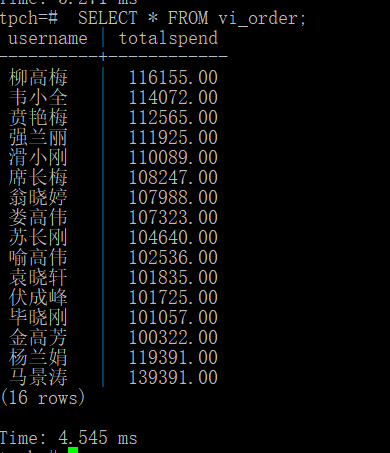 Time: 3.271 ms
tpch=#  SELECT * FROM vi_order;
 username | totalspend
----------+------------
 柳高梅   |  116155.00
 韦小全   |  114072.00
 贲艳梅   |  112565.00
 强兰丽   |  111925.00
 滑小刚   |  110089.00
 席长梅   |  108247.00
 翁晓婷   |  107988.00
 娄高伟   |  107323.00
 苏长刚   |  104640.00
 喻高伟   |  102536.00
 袁晓轩   |  101835.00
 伏成峰   |  101725.00
 毕晓刚   |  101057.00
 金高芳   |  100322.00
 杨兰娟   |  119391.00
 马景涛   |  139391.00
(16 rows)
Time: 4.545 ms